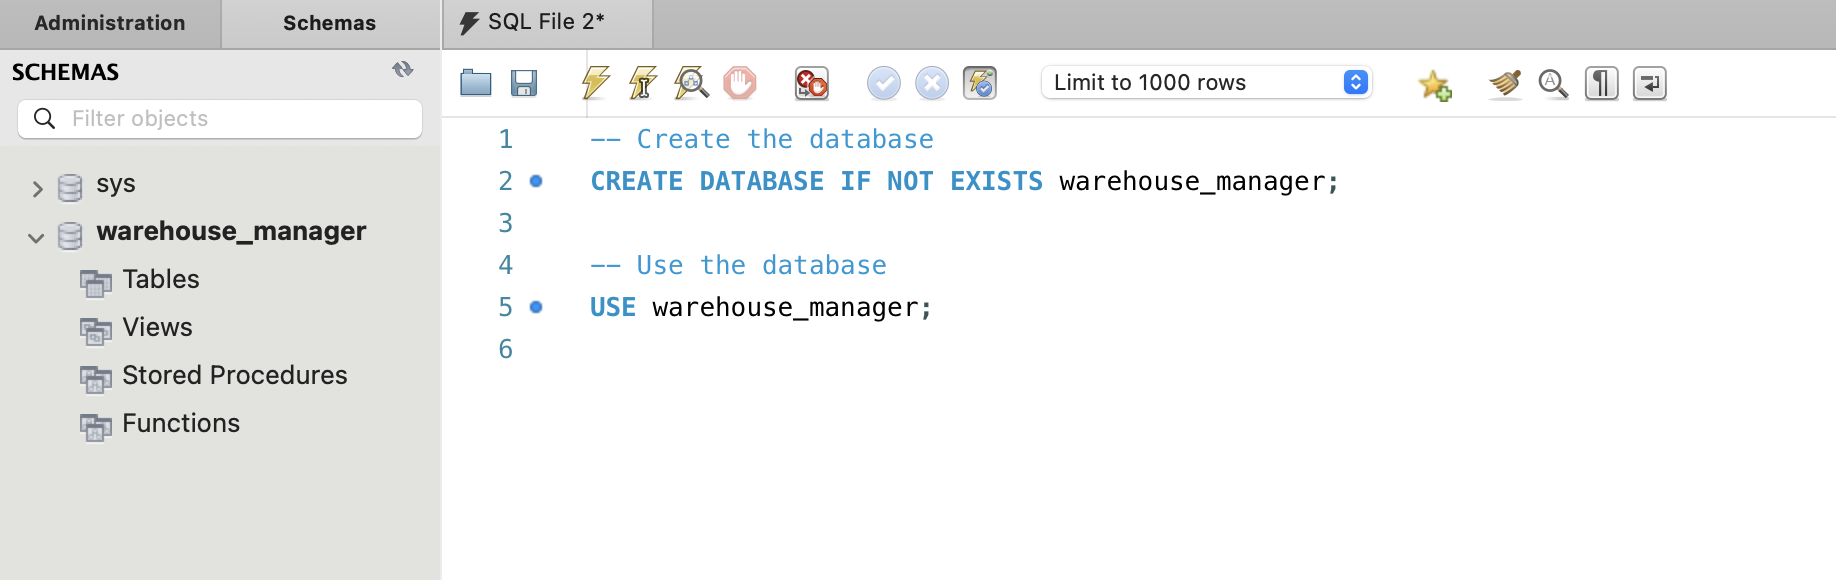 Administration
Schemas
SQL File 2*
SCHEMAS
Filter objects
sys
warehouse_manager
Tables
Views
Stored Procedures
Functions
Limit to 1000 rows
1 -- Create the database
2 CREATE DATABASE IF NOT EXISTS warehouse_manager;
3
4 -- Use the database
5 USE warehouse_manager;
6